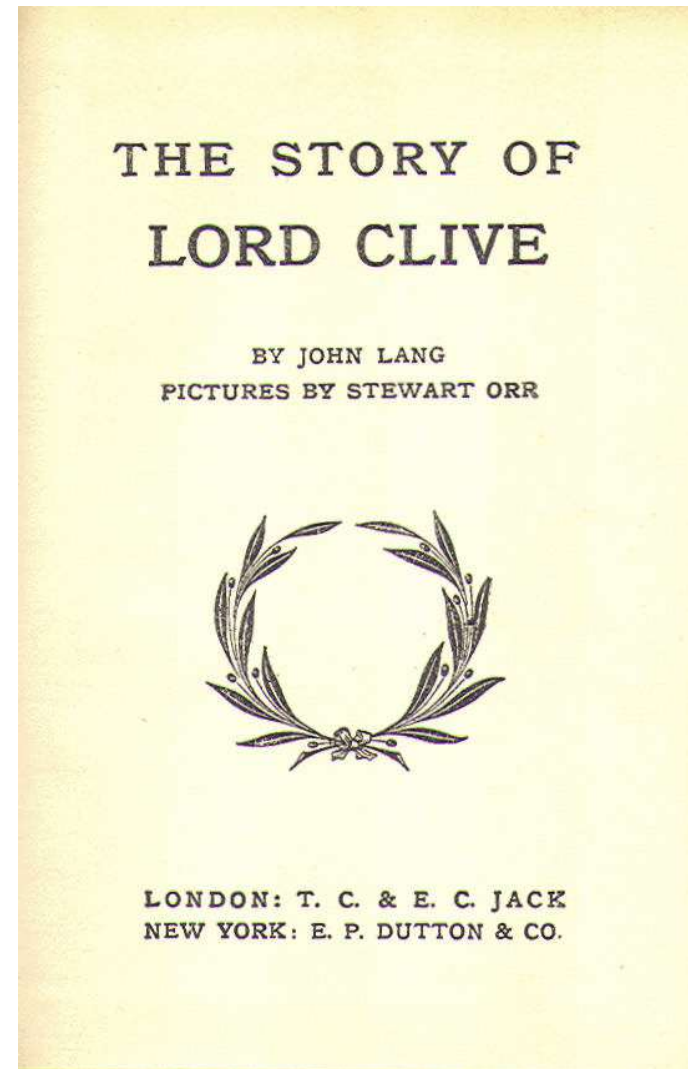 THE STORY OF
LORD CLIVE
BY JOHN LANG
PICTURES BY STEWART ORR
LONDON: T. C. & E. C. JACK
NEW YORK: E. P. DUTTON & CO.